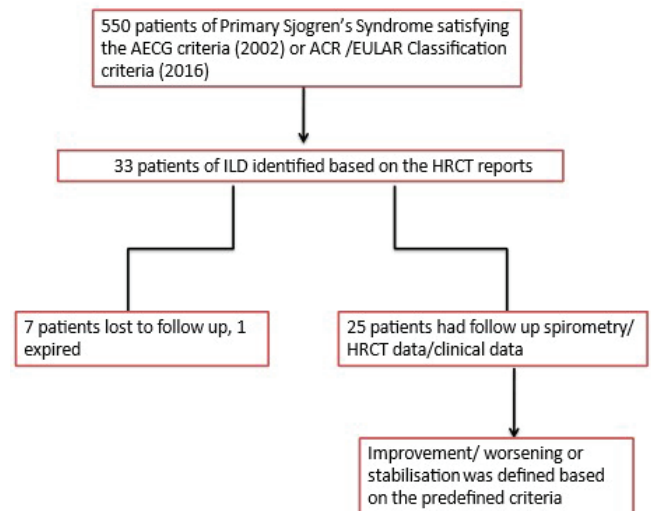 550 patients of Primary Sjogren's Syndrome satisfying
the AECG criteria (2002) or ACR /EULAR Classification
criteria (2016)
33 patients of ILD identified based on the HRCT reports
7 patients lost to follow up, 1
expired
25 patients had follow up spirometry/
HRCT data/clinical data
Improvement/ worsening or
stabilisation was defined based
on the predefined criteria